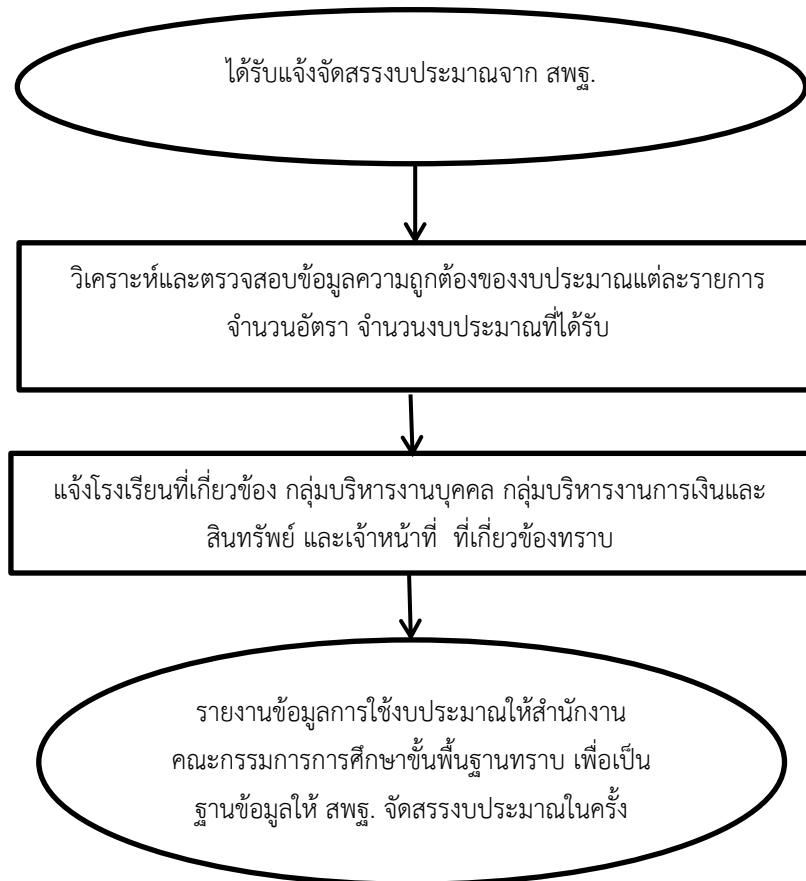 ได้รับแจ้งจัดสรรงบประมาณจาก สพฐ.
วิเคราะห์และตรวจสอบข้อมูลความถูกต้องของงบประมาณแต่ละรายการ
จำนวนอัตรา จำนวนงบประมาณที่ได้รับ
แจ้งโรงเรียนที่เกี่ยวข้อง กลุ่มบริหารงานบุคคล กลุ่มบริหารงานการเงินและ
สินทรัพย์ และเจ้าหน้าที่ ที่เกี่ยวข้องทราบ
รายงานข้อมูลการใช้งบประมาณให้สำนักงาน
คณะกรรมการการศึกษาขั้นพื้นฐานทราบ เพื่อเป็น
ฐานข้อมูลให้ สพฐ. จัดสรรงบประมาณในครั้ง